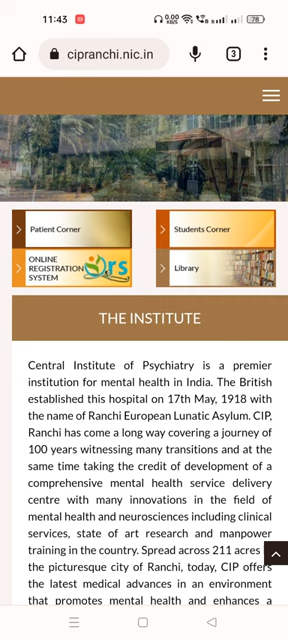 11:43
0.00
KB/S
78
cipranchi.nic.in
3
Patient Corner
Students Corner
ONLINE
REGISTRATION
SYSTEM
ors
Library
THE INSTITUTE
Central Institute of Psychiatry is a premier
institution for mental health in India. The British
established this hospital on 17th May, 1918 with
the name of Ranchi European Lunatic Asylum. CIP,
Ranchi has come a long way covering a journey of
100 years witnessing many transitions and at the
same time taking the credit of development of a
comprehensive mental health service delivery
centre with many innovations in the field of
mental health and neurosciences including clinical
services, state of art research and manpower
training in the country. Spread across 211 acres
the picturesque city of Ranchi, today, CIP offers
the latest medical advances in an environment
that promotes mental health and enhances a